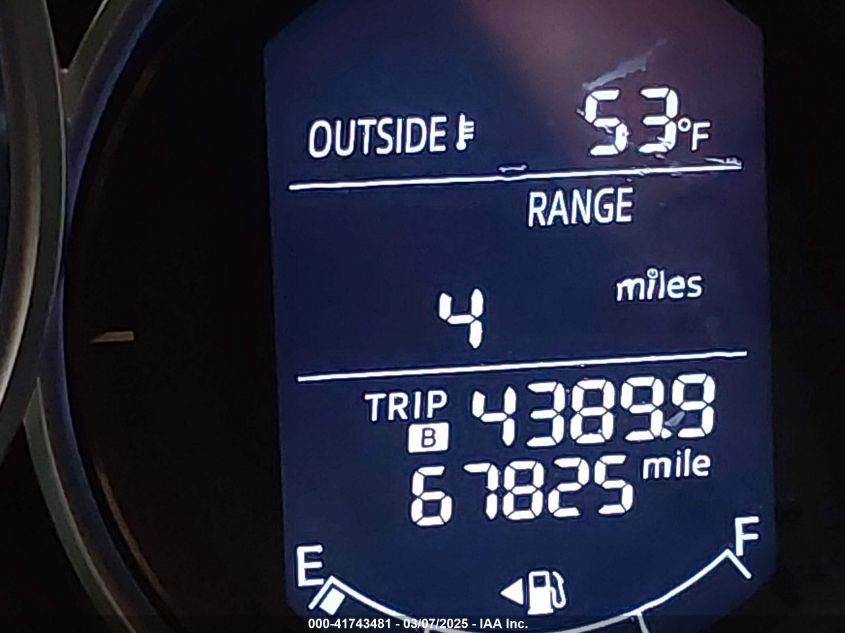 OUTSIDE 53°F
RANGE
4 miles
TRIP B 4389.9
67825 mile
E F
000-41743481 - 03/07/2025 - IAA Inc.